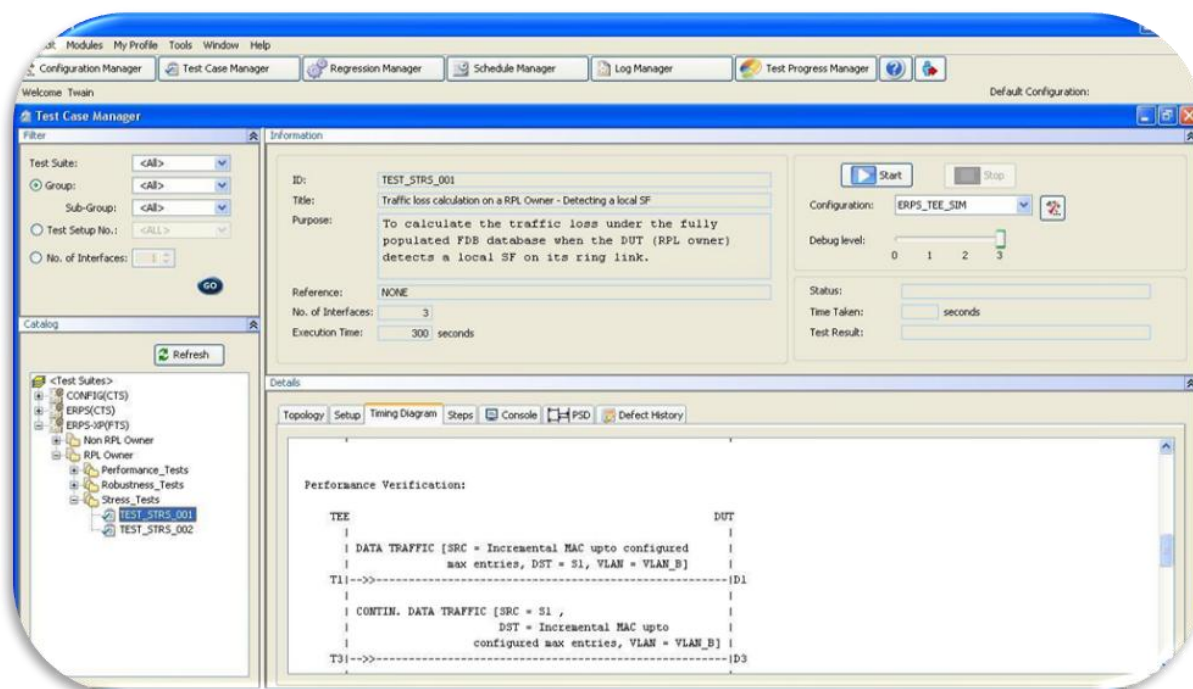 Modules My Profile Tools Window Help
Configuration Manager Test Case Manager Regression Manager Schedule Manager Log Manager Test Progress Manager
Welcome Twain Default Configuration:
Test Case Manager
Filter
Test Suite: <All>
Group: <All>
Sub-Group: <All>
Test Setup No.: <ALL>
No. of Interfaces: 1
GO
Catalog
Refresh
<Test Suites>
CONFIG(CTS)
ERPS(CTS)
ERPS-XP(FTS)
Non RPL Owner
RPL Owner
Performance_Tests
Robustness_Tests
Stress_Tests
TEST_STRS_001
TEST_STRS_002
Information
ID: TEST_STRS_001
Title: Traffic loss calculation on a RPL Owner - Detecting a local SF
Purpose: To calculate the traffic loss under the fully
populated FDB database when the DUT (RPL owner)
detects a local SF on its ring link.
Reference: NONE
No. of Interfaces: 3
Execution Time: 300 seconds
Start Stop
Configuration: ERPS_TEE_SIM
Debug level:
0 1 2 3
Status:
Time Taken: seconds
Test Result:
Details
Topology Setup Timing Diagram Steps Console PSD Defect History
Performance Verification:
TEE DUT
| |
| DATA TRAFFIC [SRC = Incremental MAC upto configured |
| max entries, DST = S1, VLAN = VLAN_B] |
T1|-->>--------------------------------------------------|D1
| |
| CONTIN. DATA TRAFFIC [SRC = S1 , |
| DST = Incremental MAC upto |
| configured max entries, VLAN = VLAN_B] |
T3|-->>--------------------------------------------------|D3